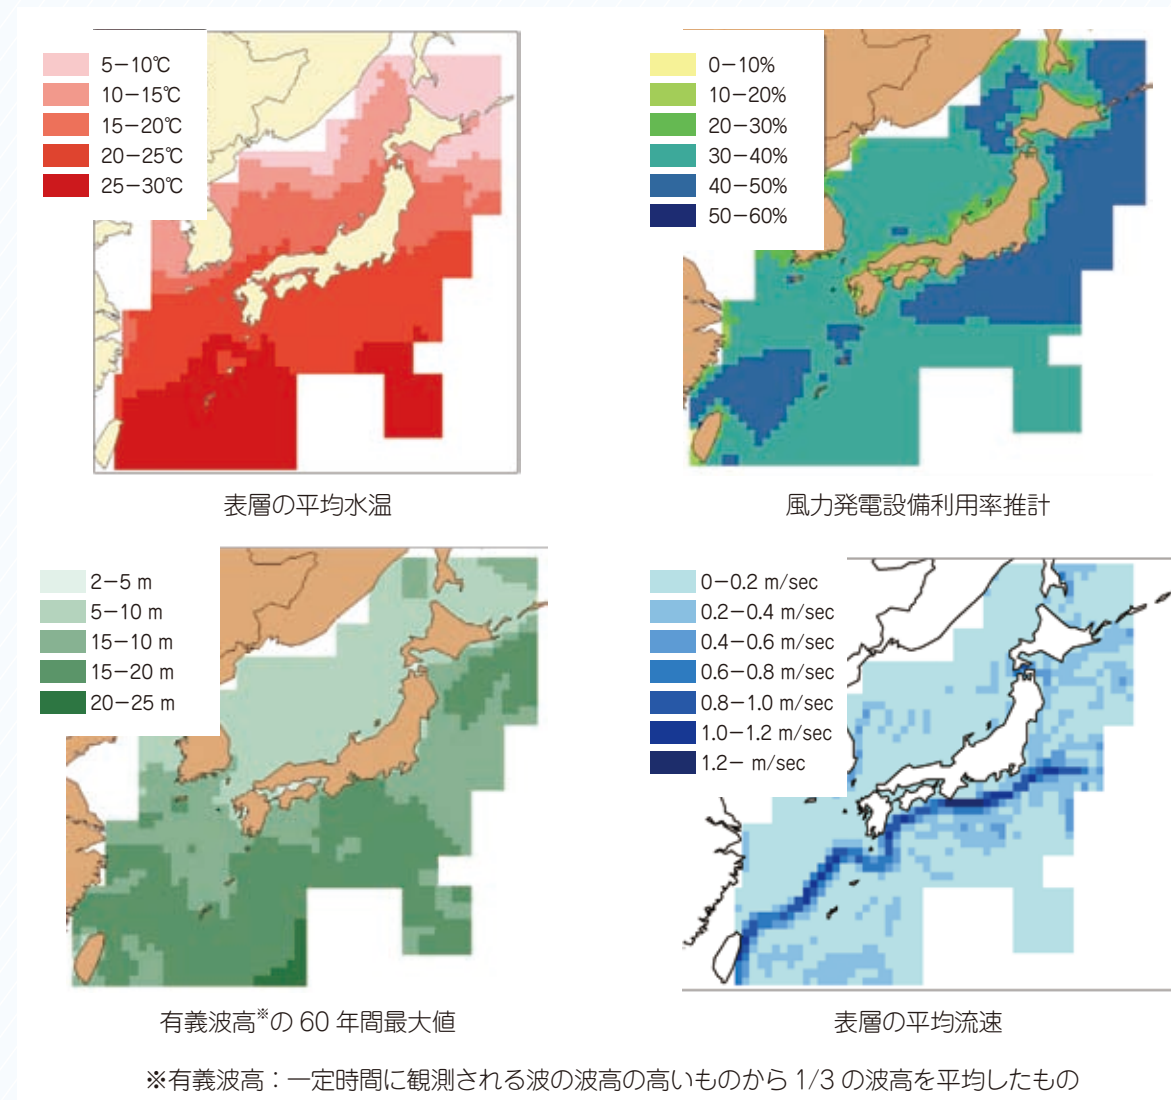 5−10℃
10−15℃
15−20℃
20−25℃
25−30℃
表層の平均水温
0−10%
10−20%
20−30%
30−40%
40−50%
50−60%
風力発電設備利用率推計
2−5 m
5−10 m
15−10 m
15−20 m
20−25 m
有義波高※の 60 年間最大値
0−0.2 m/sec
0.2−0.4 m/sec
0.4−0.6 m/sec
0.6−0.8 m/sec
0.8−1.0 m/sec
1.0−1.2 m/sec
1.2− m/sec
表層の平均流速
※有義波高：一定時間に観測される波の波高の高いものから 1/3 の波高を平均したもの